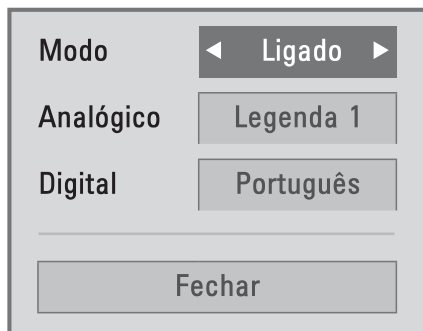 Modo ◄ Ligado ►
Analógico Legenda 1
Digital Português
Fechar